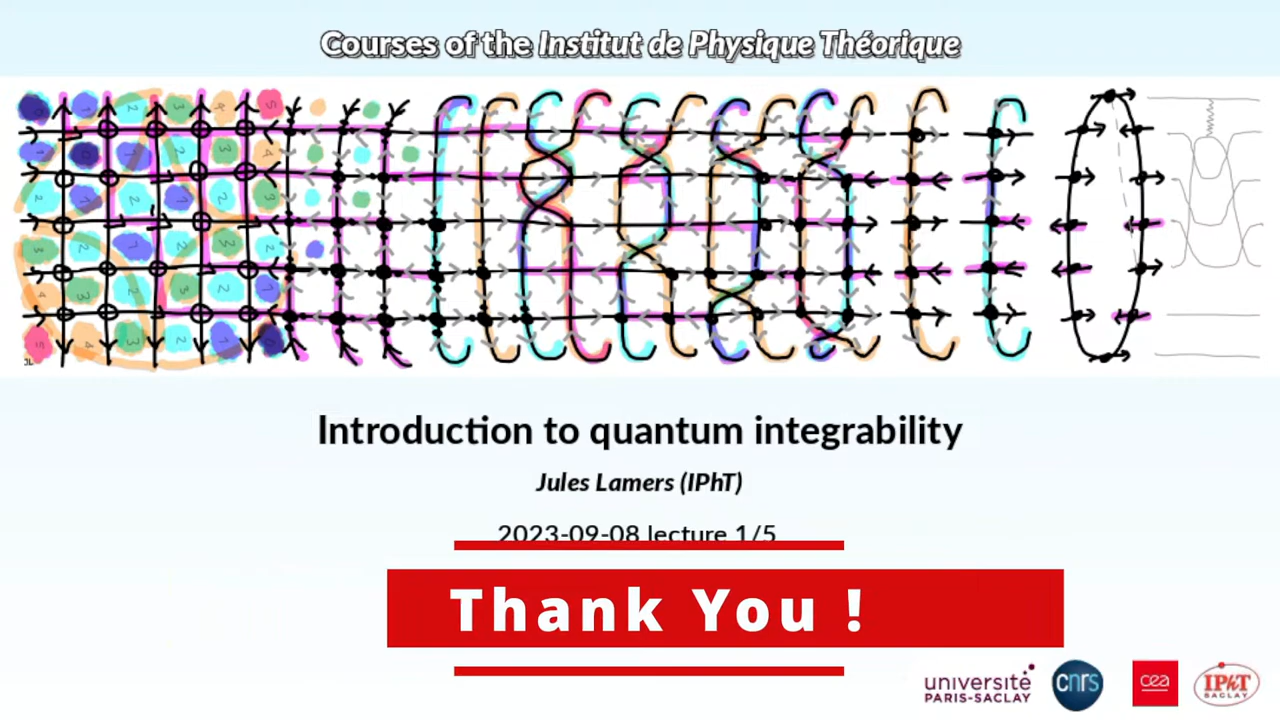 Courses of the Institut de Physique Théorique
Introduction to quantum integrability
Jules Lamers (IPhT)
2023-09-08 lecture 1/5
Thank You !
université
PARIS-SACLAY
cnrs
cea
IPhT
SACLAY